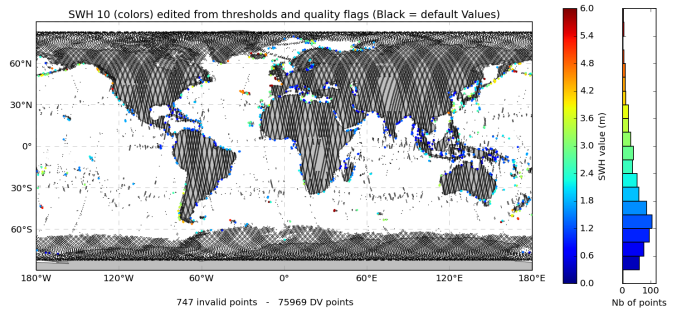 SWH 10 (colors) edited from thresholds and quality flags (Black = default Values)
60°N
30°N
0°
30°S
60°S
180°W
120°W
60°W
0°
60°E
120°E
180°E
747 invalid points - 75969 DV points
6.0
5.4
4.8
4.2
3.6
3.0
2.4
1.8
1.2
0.6
0.0
SWH value (m)
0
100
Nb of points